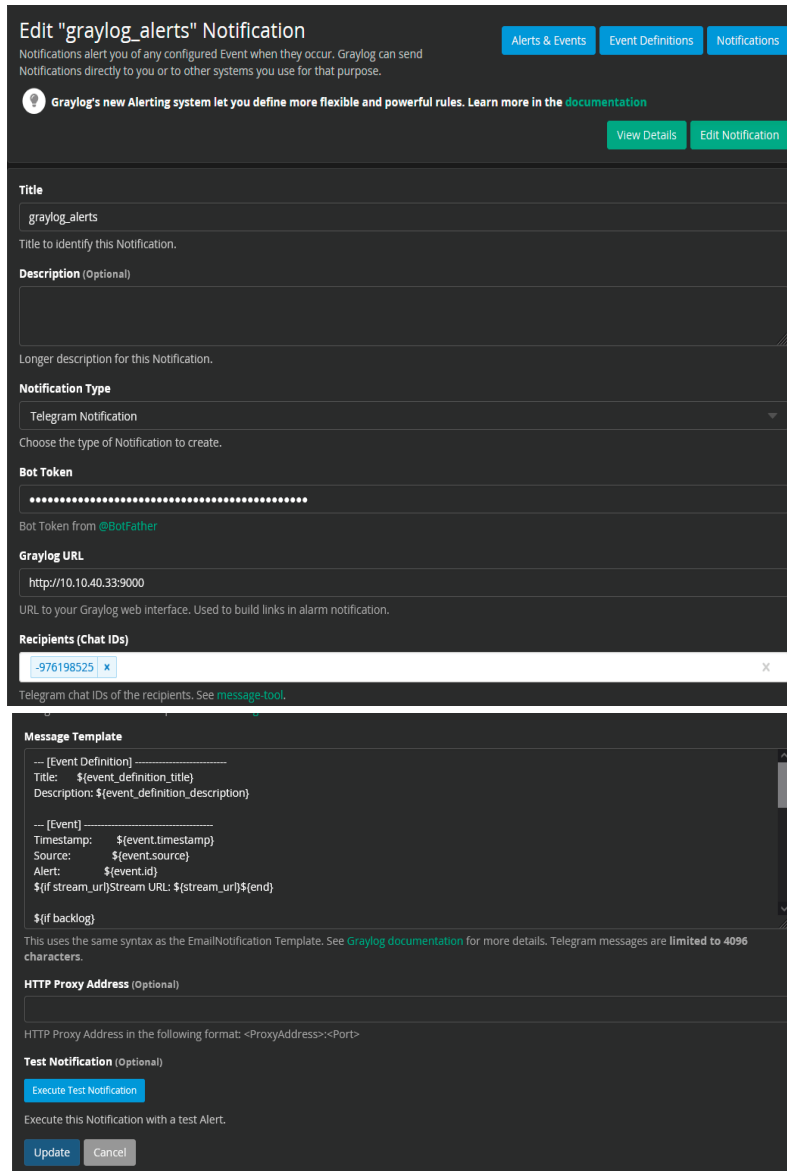 Edit "graylog_alerts" Notification
Notifications alert you of any configured Event when they occur. Graylog can send
Notifications directly to you or to other systems you use for that purpose.
Alerts & Events
Event Definitions
Notifications
Graylog's new Alerting system let you define more flexible and powerful rules. Learn more in the documentation
View Details
Edit Notification
Title
graylog_alerts
Title to identify this Notification.
Description (Optional)
Longer description for this Notification.
Notification Type
Telegram Notification
Choose the type of Notification to create.
Bot Token
••••••••••••••••••••••••••••••••••••••••••••••
Bot Token from @BotFather
Graylog URL
http://10.10.40.33:9000
URL to your Graylog web interface. Used to build links in alarm notification.
Recipients (Chat IDs)
-976198525 x
Telegram chat IDs of the recipients. See message-tool.
Message Template
--- [Event Definition] ---------------------------
Title: ${event_definition_title}
Description: ${event_definition_description}
--- [Event] --------------------------------------
Timestamp: ${event.timestamp}
Source: ${event.source}
Alert: ${event.id}
${if stream_url}Stream URL: ${stream_url}${end}
${if backlog}
This uses the same syntax as the EmailNotification Template. See Graylog documentation for more details. Telegram messages are limited to 4096
characters.
HTTP Proxy Address (Optional)
HTTP Proxy Address in the following format: <ProxyAddress>:<Port>
Test Notification (Optional)
Execute Test Notification
Execute this Notification with a test Alert.
Update
Cancel